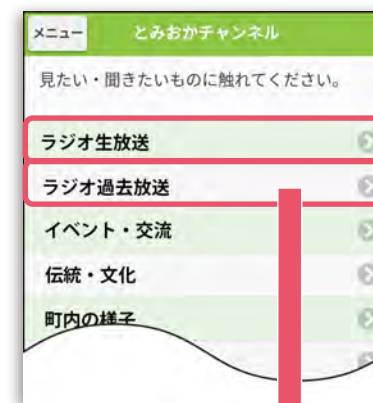 メニュー
とみおかチャンネル
見たい・聞きたいものに触れてください。
ラジオ生放送
ラジオ過去放送
イベント・交流
伝統・文化
町内の様子